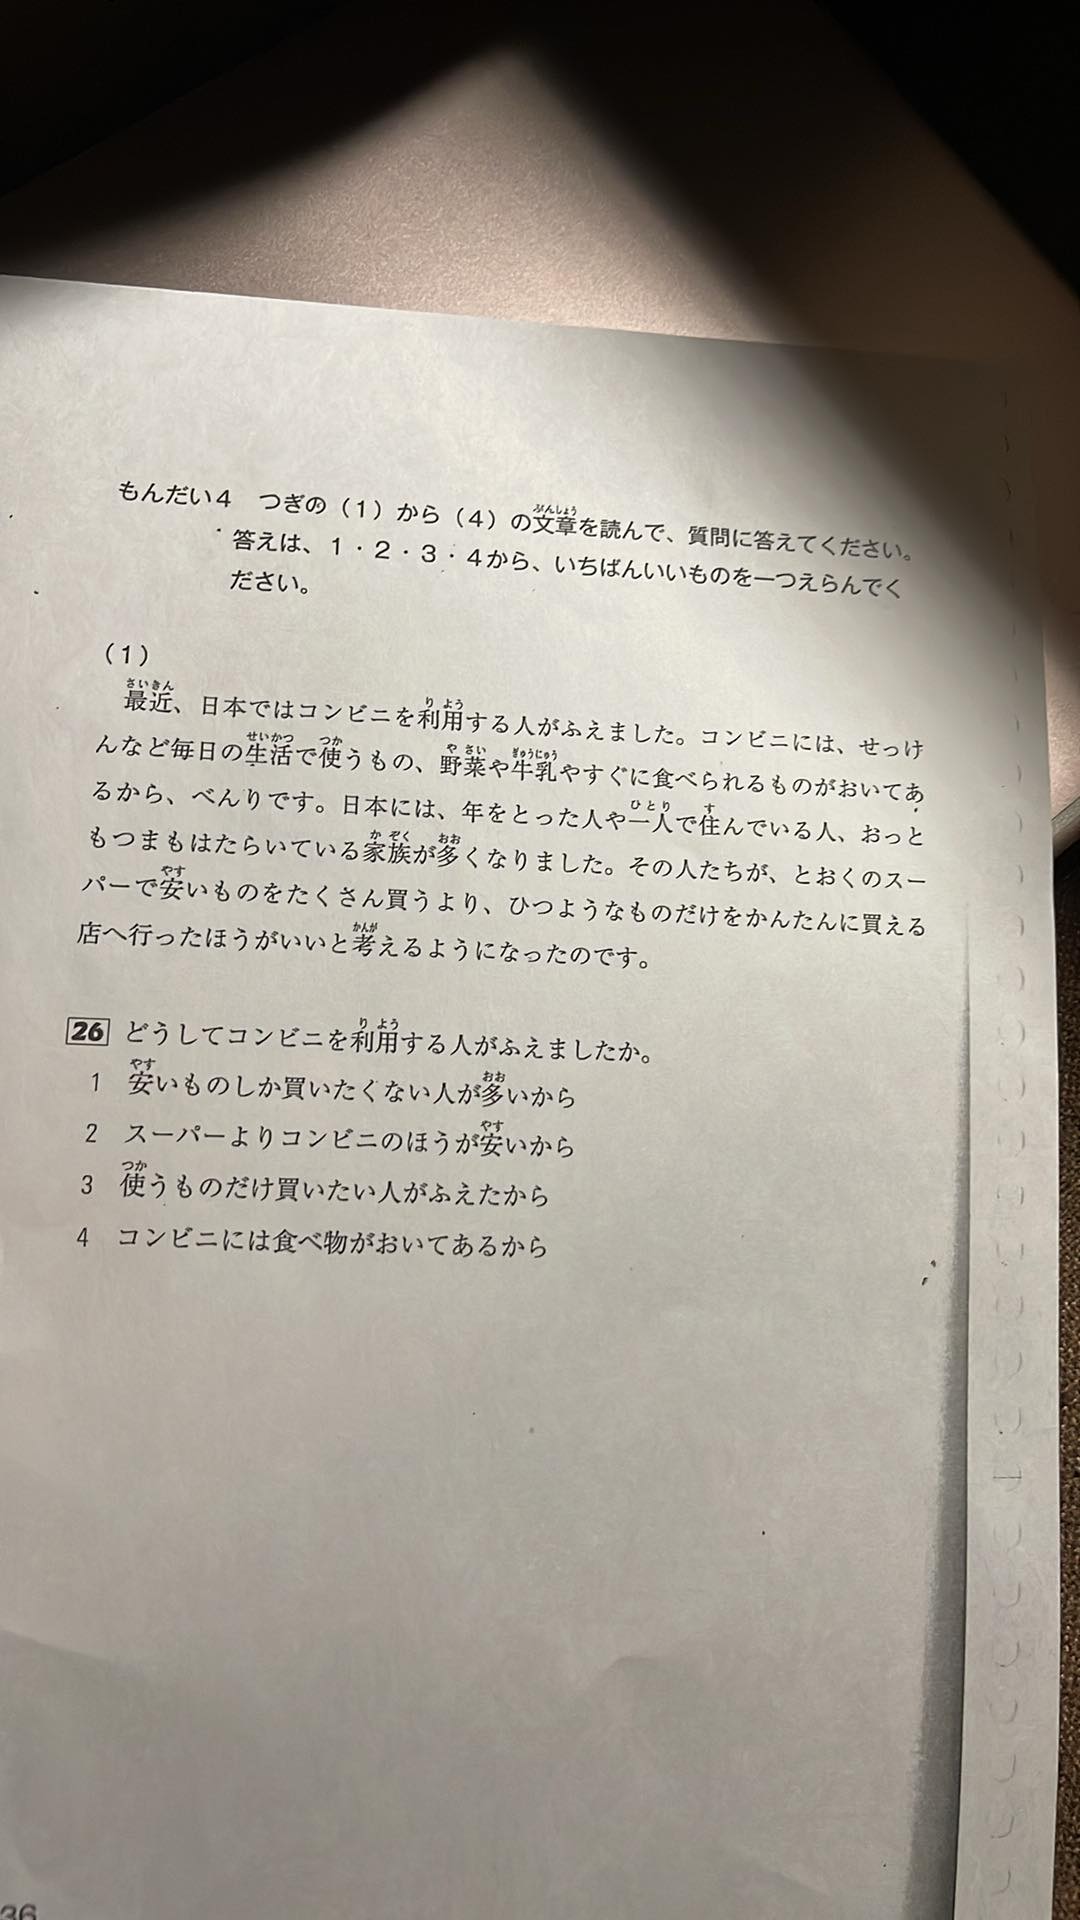 もんだい4 つぎの(1)から(4)の文章を読んで、質問に答えてください。
答えは、1・2・3・4から、いちばんいいものを一つえらんでく
ださい。
(1)
最近、日本ではコンビニを利用する人がふえました。コンビニには、せっけ
んなど毎日の生活で使うもの、野菜や牛乳やすぐに食べられるものがおいてあ
るから、べんりです。日本には、年をとった人や一人で住んでいる人、おっと
もつまもはたらいている家族が多くなりました。その人たちが、とおくのスー
パーで安いものをたくさん買うより、ひつようなものだけをかんたんに買える
店へ行ったほうがいいと考えるようになったのです。
26 どうしてコンビニを利用する人がふえましたか。
1 安いものしか買いたくない人が多いから
2 スーパーよりコンビニのほうが安いから
3 使うものだけ買いたい人がふえたから
4 コンビニには食べ物がおいてあるから
36